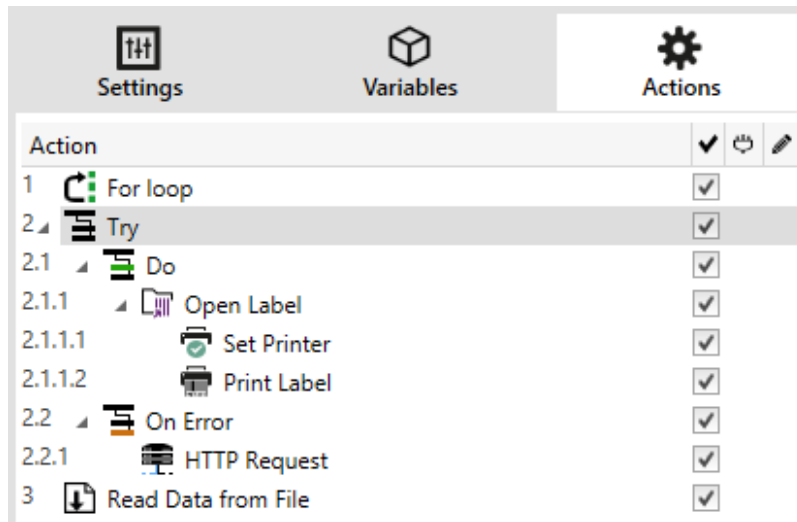 Settings Variables Actions
Action
1 For loop
2 Try
2.1 Do
2.1.1 Open Label
2.1.1.1 Set Printer
2.1.1.2 Print Label
2.2 On Error
2.2.1 HTTP Request
3 Read Data from File